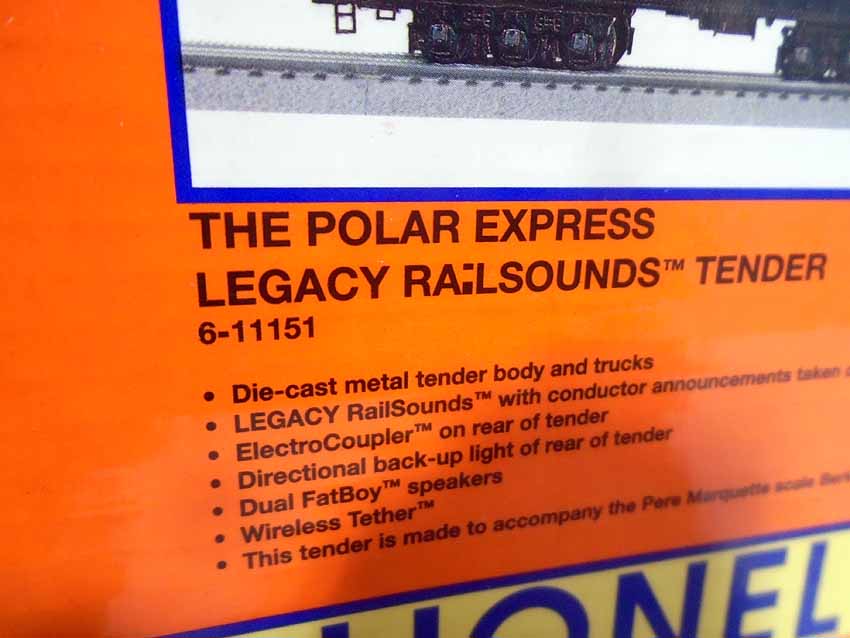 THE POLAR EXPRESS
LEGACY RAILSOUNDS™ TENDER
6-11151
• Die-cast metal tender body and trucks
• LEGACY RailSounds™ with conductor announcements taken
• ElectroCoupler™ on rear of tender
• Directional back-up light of rear of tender
• Dual FatBoy™ speakers
• Wireless Tether™
• This tender is made to accompany the Pere Marquette scale
LIONEL